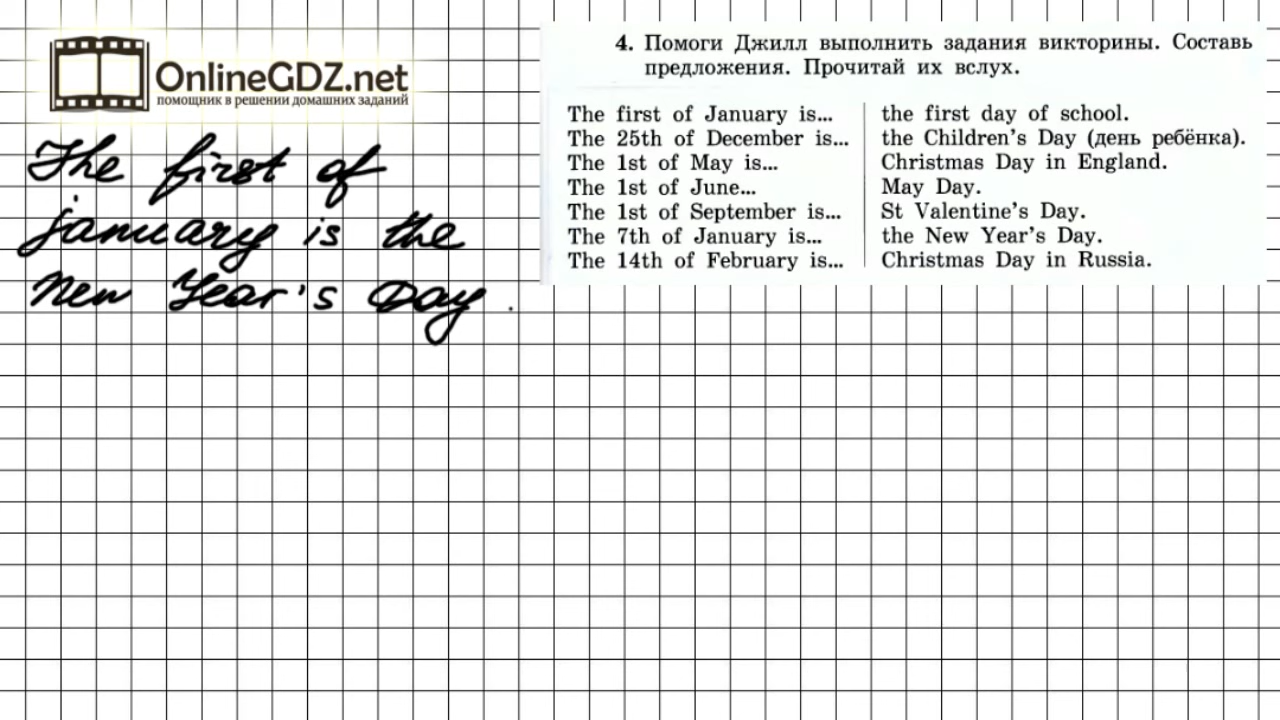 OnlineGDZ.net
помощник в решении домашних заданий
The first of
january is the
New Year's Day.
4. Помоги Джилл выполнить задания викторины. Составь
предложения. Прочитай их вслух.
The first of January is...
The 25th of December is...
The 1st of May is...
The 1st of June...
The 1st of September is...
The 7th of January is...
The 14th of February is...
the first day of school.
the Children's Day (день ребёнка).
Christmas Day in England.
May Day.
St Valentine's Day.
the New Year's Day.
Christmas Day in Russia.